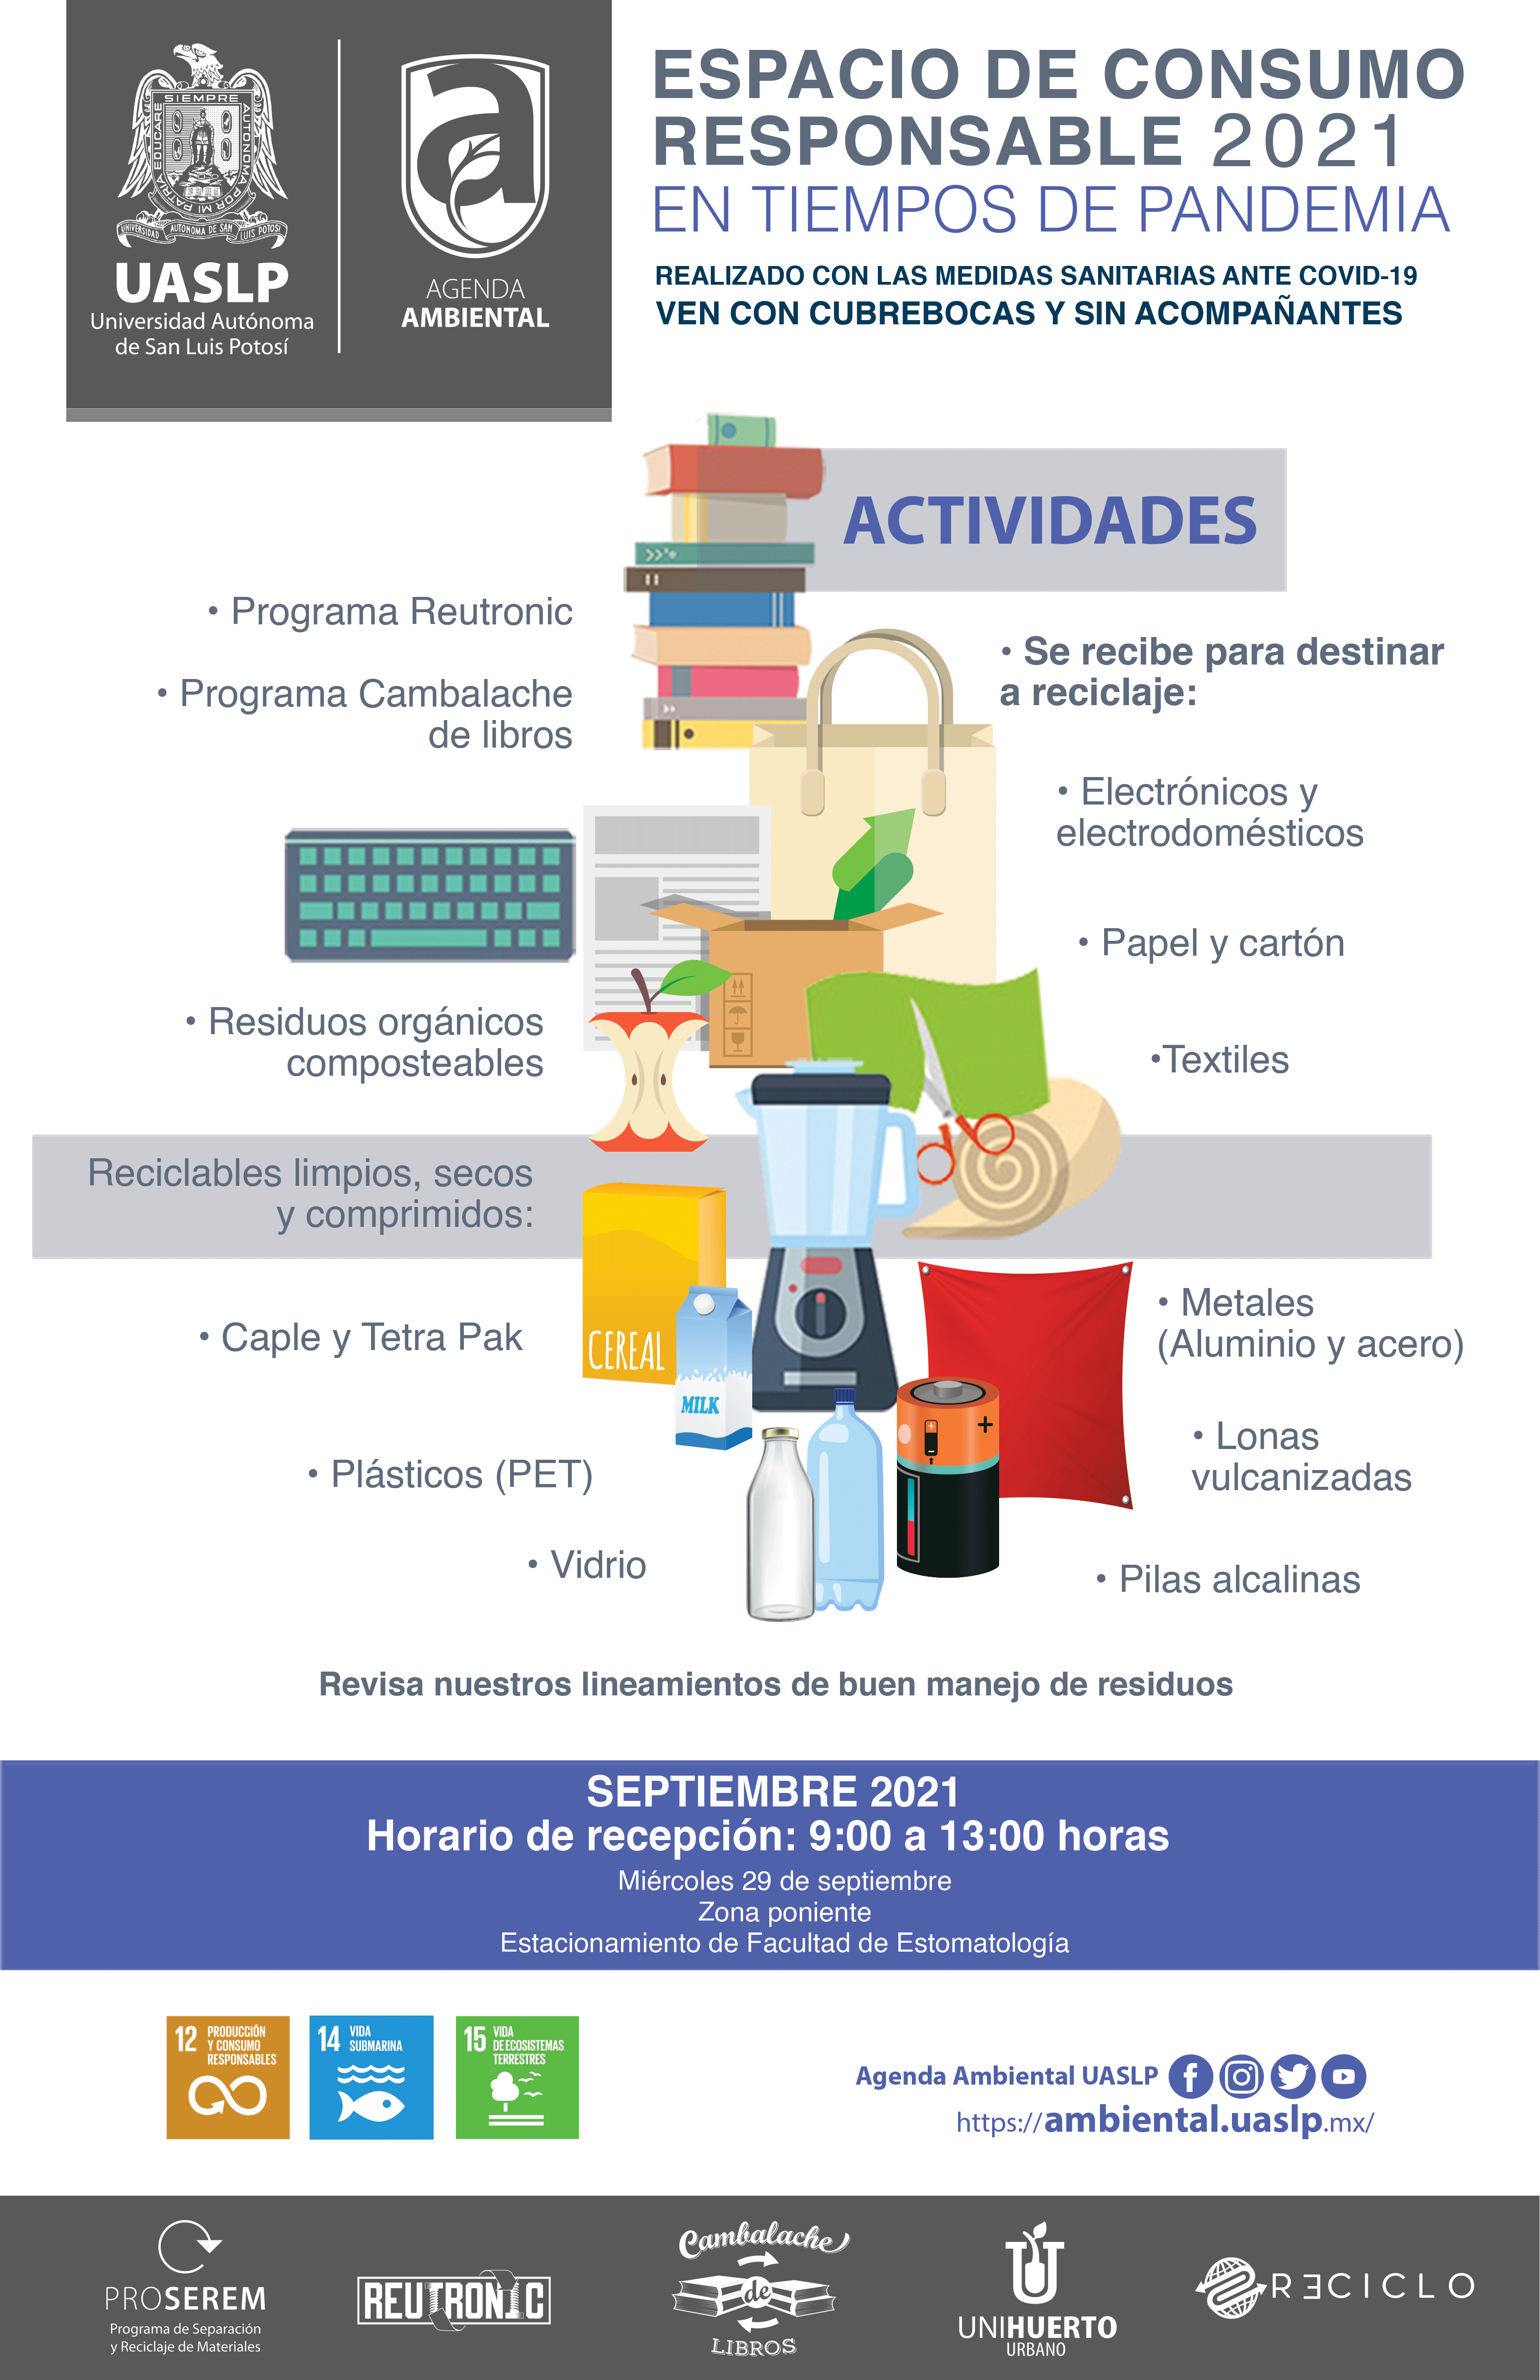 SIEMPRE AUTONOMA
POR MI PATRIA EDUCARE
UNIVERSIDAD AUTONOMA DE SAN LUIS POTOSI
UASLP
Universidad Autónoma
de San Luis Potosí
a
AGENDA
AMBIENTAL
ESPACIO DE CONSUMO
RESPONSABLE 2021
EN TIEMPOS DE PANDEMIA
REALIZADO CON LAS MEDIDAS SANITARIAS ANTE COVID-19
VEN CON CUBREBOCAS Y SIN ACOMPAÑANTES
ACTIVIDADES
• Programa Reutronic
• Programa Cambalache
de libros
• Se recibe para destinar
a reciclaje:
• Electrónicos y
electrodomésticos
• Papel y cartón
• Residuos orgánicos
composteables
•Textiles
Reciclables limpios, secos
y comprimidos:
• Caple y Tetra Pak
CEREAL
MILK
• Metales
(Aluminio y acero)
• Lonas
vulcanizadas
• Plásticos (PET)
• Vidrio
+
• Pilas alcalinas
Revisa nuestros lineamientos de buen manejo de residuos
SEPTIEMBRE 2021
Horario de recepción: 9:00 a 13:00 horas
Miércoles 29 de septiembre
Zona poniente
Estacionamiento de Facultad de Estomatología
12 PRODUCCIÓN
Y CONSUMO
RESPONSABLES
14 VIDA
SUBMARINA
15 VIDA
DE ECOSISTEMAS
TERRESTRES
Agenda Ambiental UASLP
https://ambiental.uaslp.mx/
PROSEREM
Programa de Separación
y Reciclaje de Materiales
REUTRONIC
Cambalache
de
LIBROS
UNIHUERTO
URBANO
RECICLO